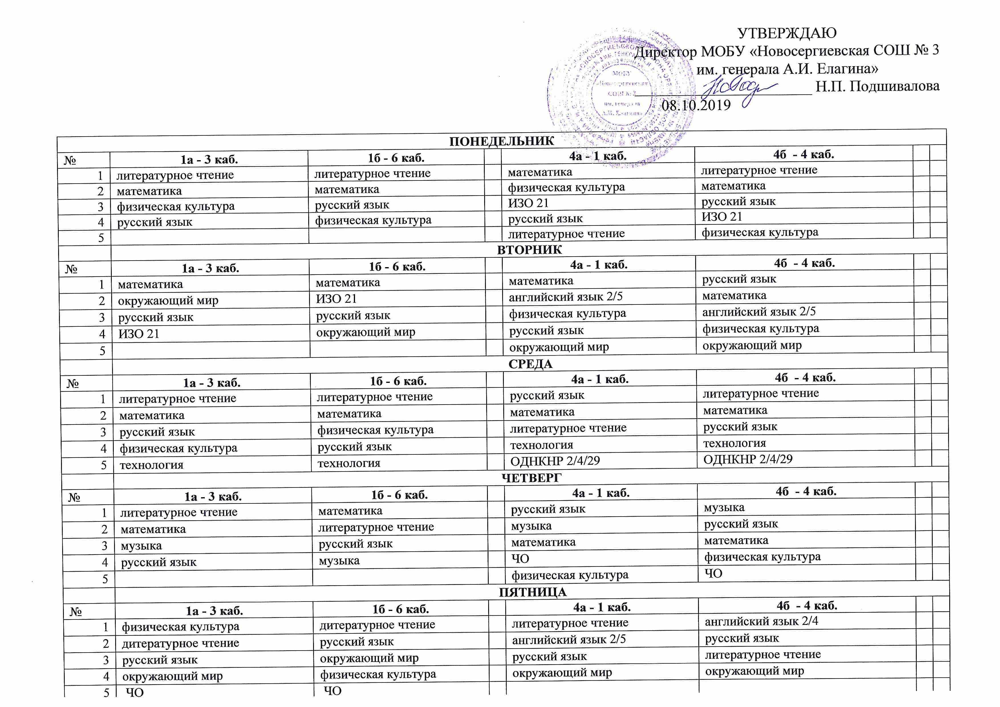 УТВЕРЖДАЮ
Директор МОБУ «Новосергиевская СОШ № 3
им. генерала А.И. Елагина»
Н.П. Подшивалова
08.10.2019
МОБУ
«Новосергиевская
СОШ № 3
им. генерала
А.И. Елагина»
ПОНЕДЕЛЬНИК
№ 1а - 3 каб. 1б - 6 каб. 4а - 1 каб. 4б - 4 каб.
1 литературное чтение литературное чтение математика литературное чтение
2 математика математика физическая культура математика
3 физическая культура русский язык ИЗО 21 русский язык
4 русский язык физическая культура русский язык ИЗО 21
5 литературное чтение физическая культура
ВТОРНИК
№ 1а - 3 каб. 1б - 6 каб. 4а - 1 каб. 4б - 4 каб.
1 математика математика математика русский язык
2 окружающий мир ИЗО 21 английский язык 2/5 математика
3 русский язык русский язык физическая культура английский язык 2/5
4 ИЗО 21 окружающий мир русский язык физическая культура
5 окружающий мир окружающий мир
СРЕДА
№ 1а - 3 каб. 1б - 6 каб. 4а - 1 каб. 4б - 4 каб.
1 литературное чтение литературное чтение русский язык литературное чтение
2 математика математика математика математика
3 русский язык физическая культура литературное чтение русский язык
4 физическая культура русский язык технология технология
5 технология технология ОДНКНР 2/4/29 ОДНКНР 2/4/29
ЧЕТВЕРГ
№ 1а - 3 каб. 1б - 6 каб. 4а - 1 каб. 4б - 4 каб.
1 литературное чтение математика русский язык музыка
2 математика литературное чтение музыка русский язык
3 музыка русский язык математика математика
4 русский язык музыка ЧО физическая культура
5 физическая культура ЧО
ПЯТНИЦА
№ 1а - 3 каб. 1б - 6 каб. 4а - 1 каб. 4б - 4 каб.
1 физическая культура дитературное чтение литературное чтение английский язык 2/4
2 дитературное чтение русский язык английский язык 2/5 русский язык
3 русский язык окружающий мир русский язык литературное чтение
4 окружающий мир физическая культура окружающий мир окружающий мир
5 ЧО ЧО